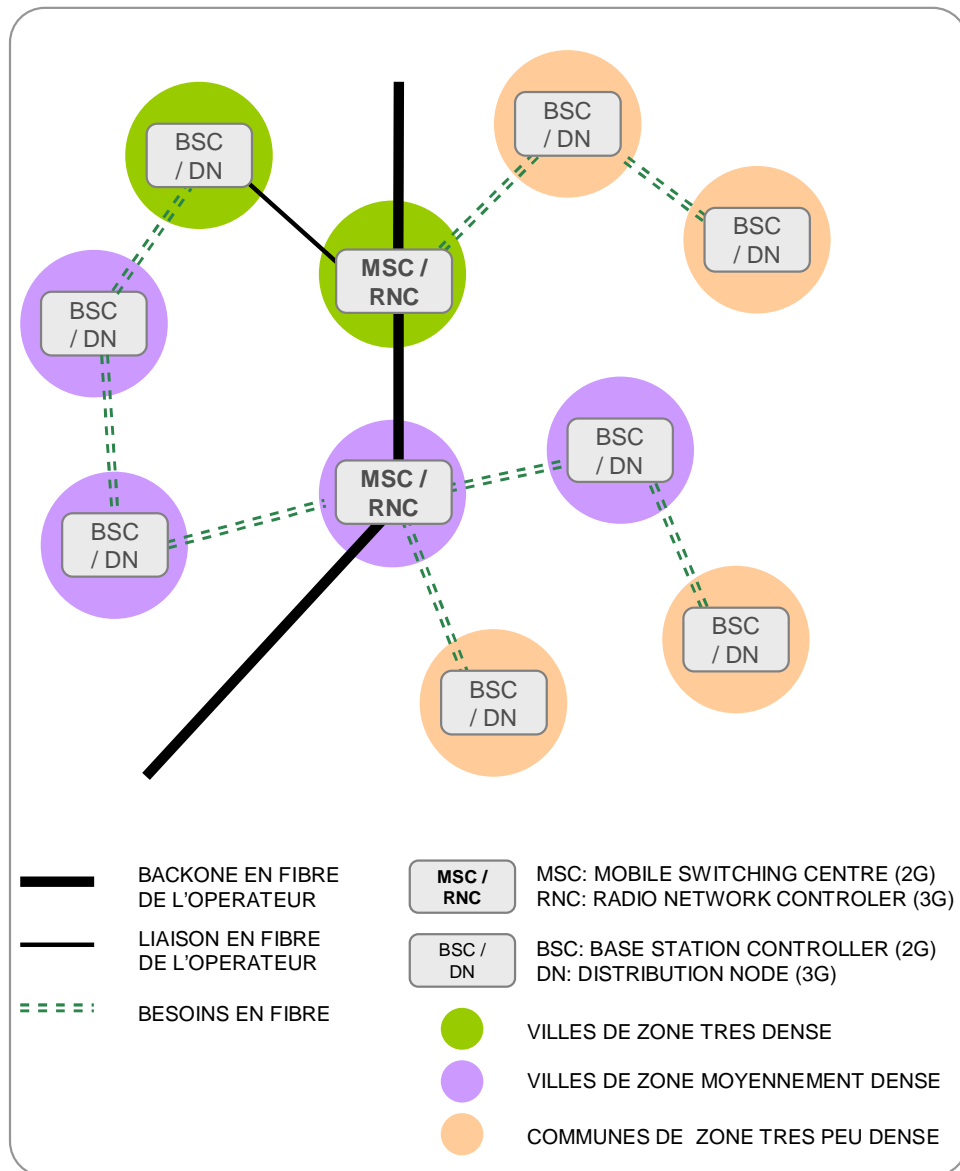 BSC
/ DN
BSC
/ DN
BSC
/ DN
MSC /
RNC
BSC
/ DN
BSC
/ DN
MSC /
RNC
BSC
/ DN
BSC
/ DN
BSC
/ DN
BACKONE EN FIBRE
DE L’OPERATEUR
LIAISON EN FIBRE
DE L’OPERATEUR
BESOINS EN FIBRE
MSC /
RNC
MSC: MOBILE SWITCHING CENTRE (2G)
RNC: RADIO NETWORK CONTROLER (3G)
BSC /
DN
BSC: BASE STATION CONTROLLER (2G)
DN: DISTRIBUTION NODE (3G)
VILLES DE ZONE TRES DENSE
VILLES DE ZONE MOYENNEMENT DENSE
COMMUNES DE ZONE TRES PEU DENSE